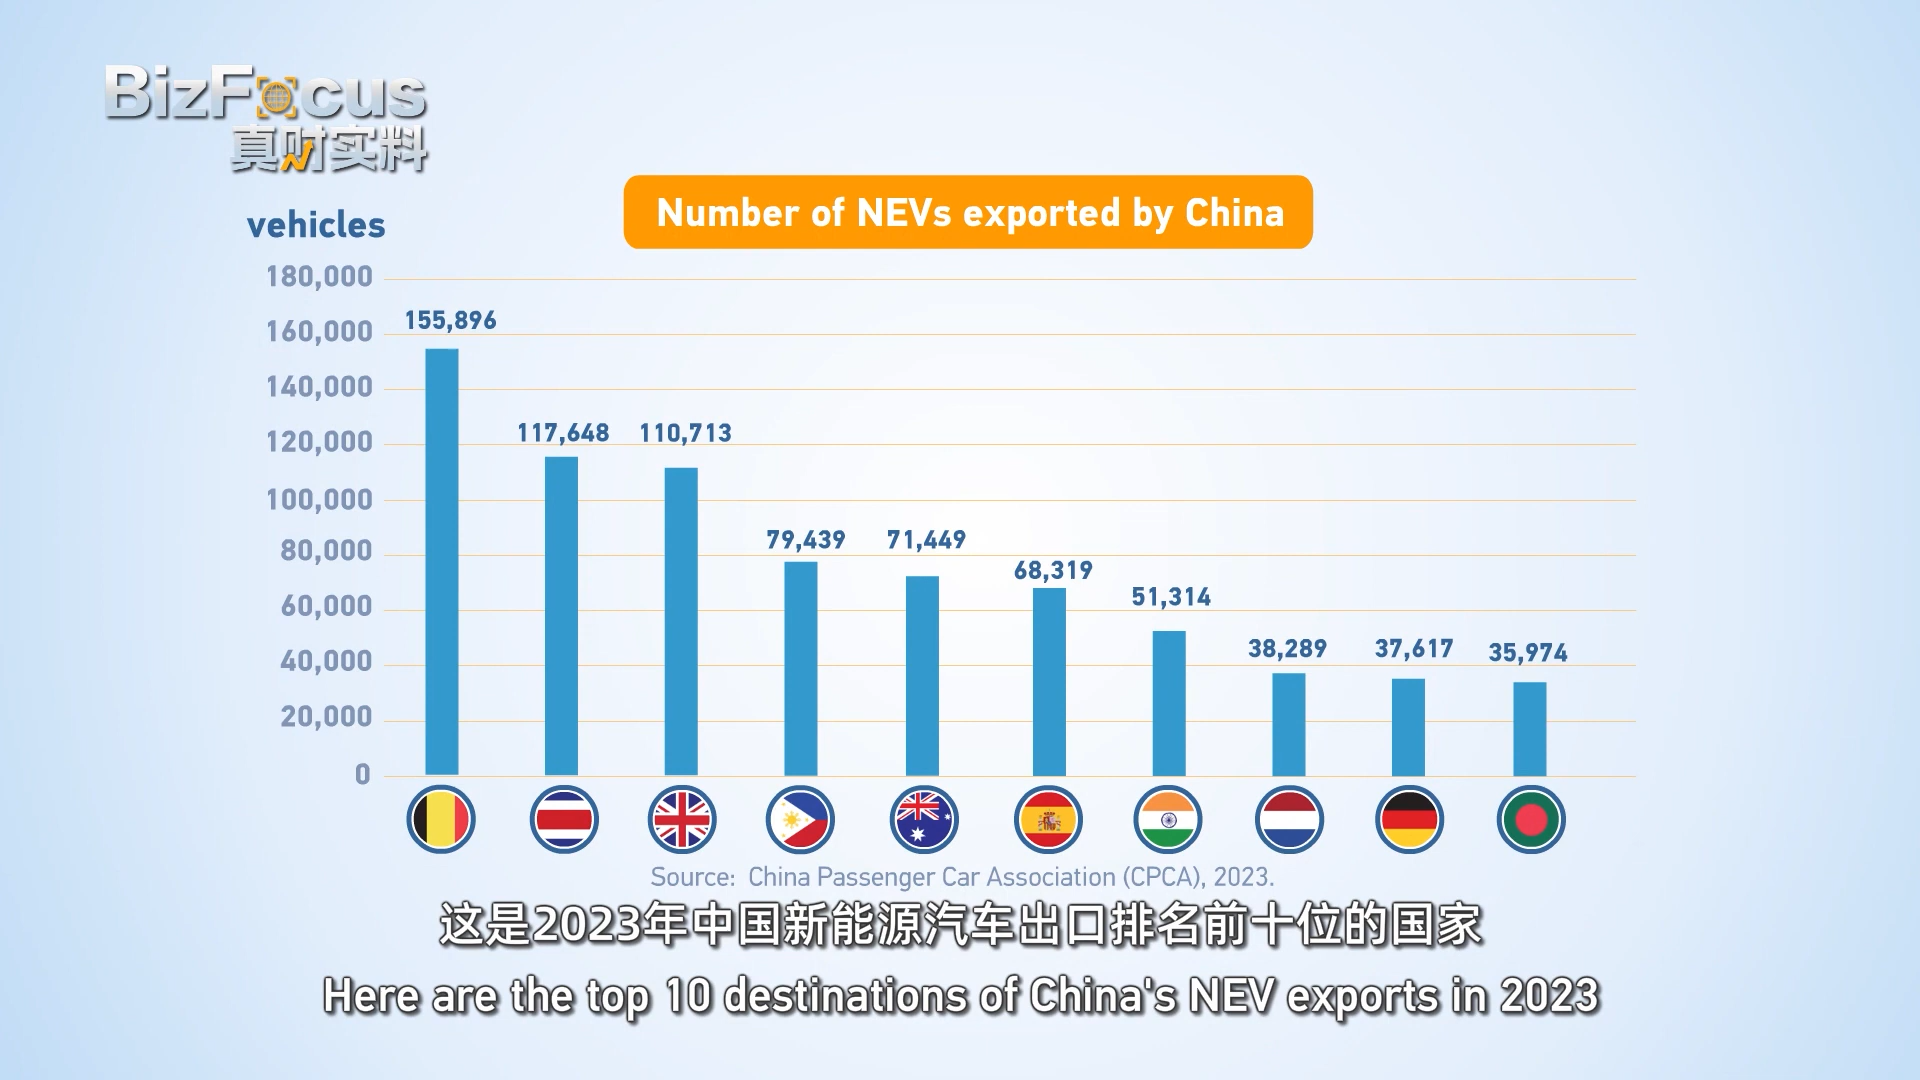 BizFocus
真财实料
Number of NEVs exported by China
vehicles
180,000
160,000
140,000
120,000
100,000
80,000
60,000
40,000
20,000
0
155,896
117,648
110,713
79,439
71,449
68,319
51,314
38,289
37,617
35,974
Source: China Passenger Car Association (CPCA), 2023.
这是2023年中国新能源汽车出口排名前十位的国家
Here are the top 10 destinations of China's NEV exports in 2023